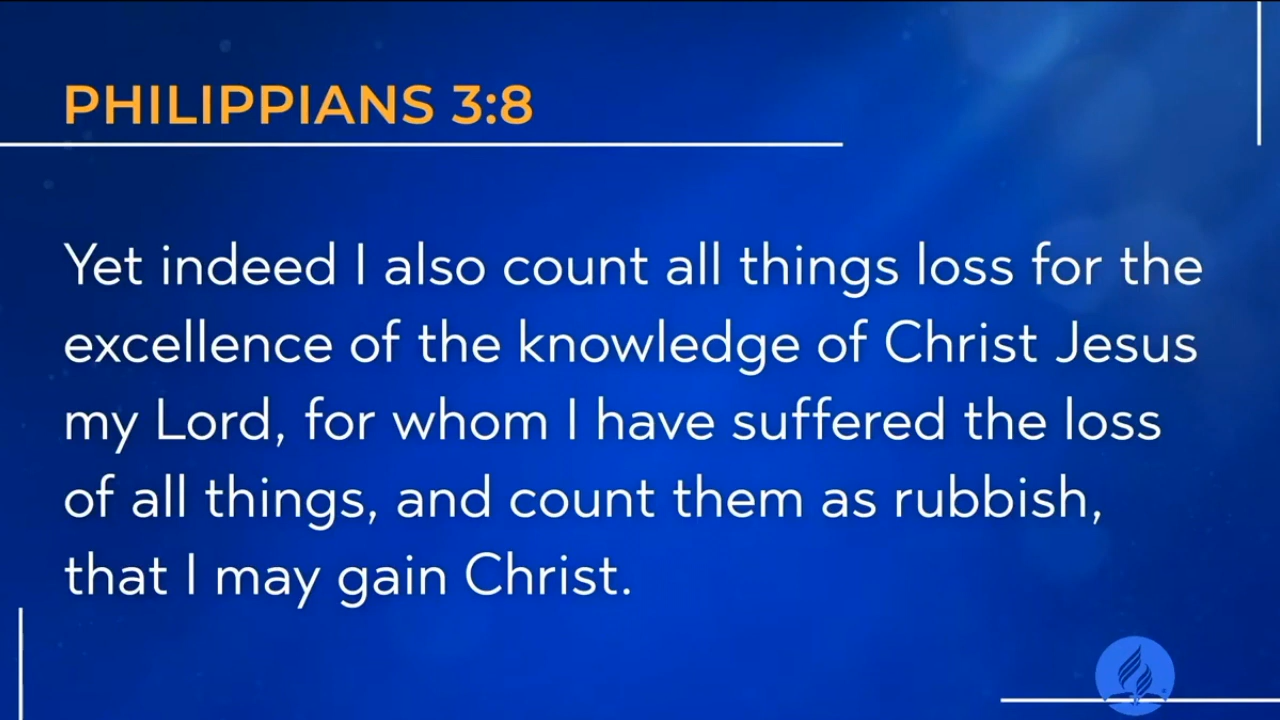 PHILIPPIANS 3:8
Yet indeed I also count all things loss for the
excellence of the knowledge of Christ Jesus
my Lord, for whom I have suffered the loss
of all things, and count them as rubbish,
that I may gain Christ.